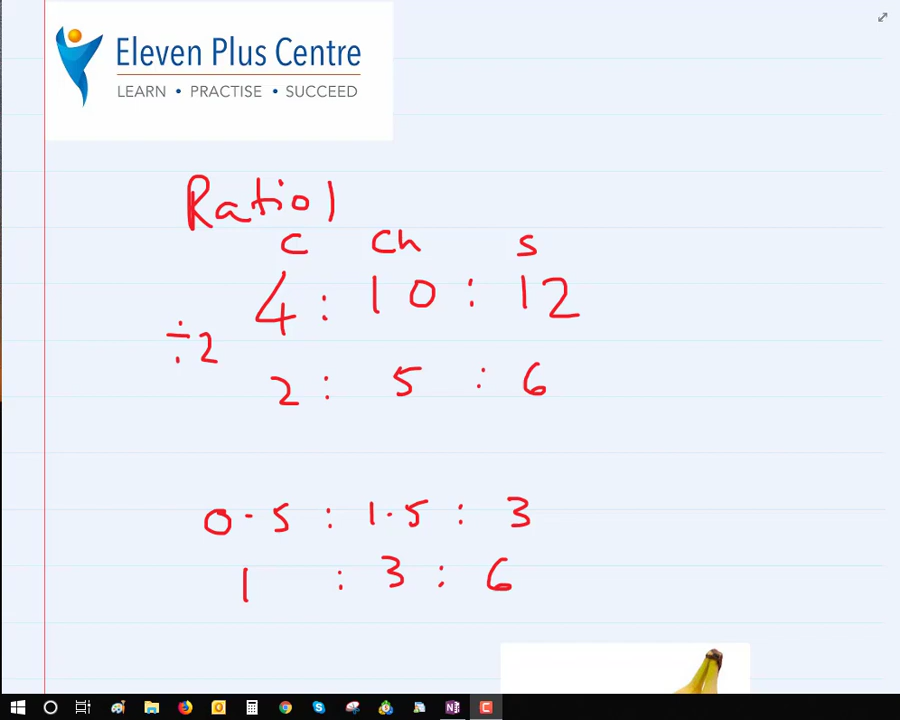 Eleven Plus Centre
LEARN • PRACTISE • SUCCEED
Ratio 1
C Ch S
4 : 10 : 12
÷2
2 : 5 : 6
0·5 : 1·5 : 3
1 : 3 : 6